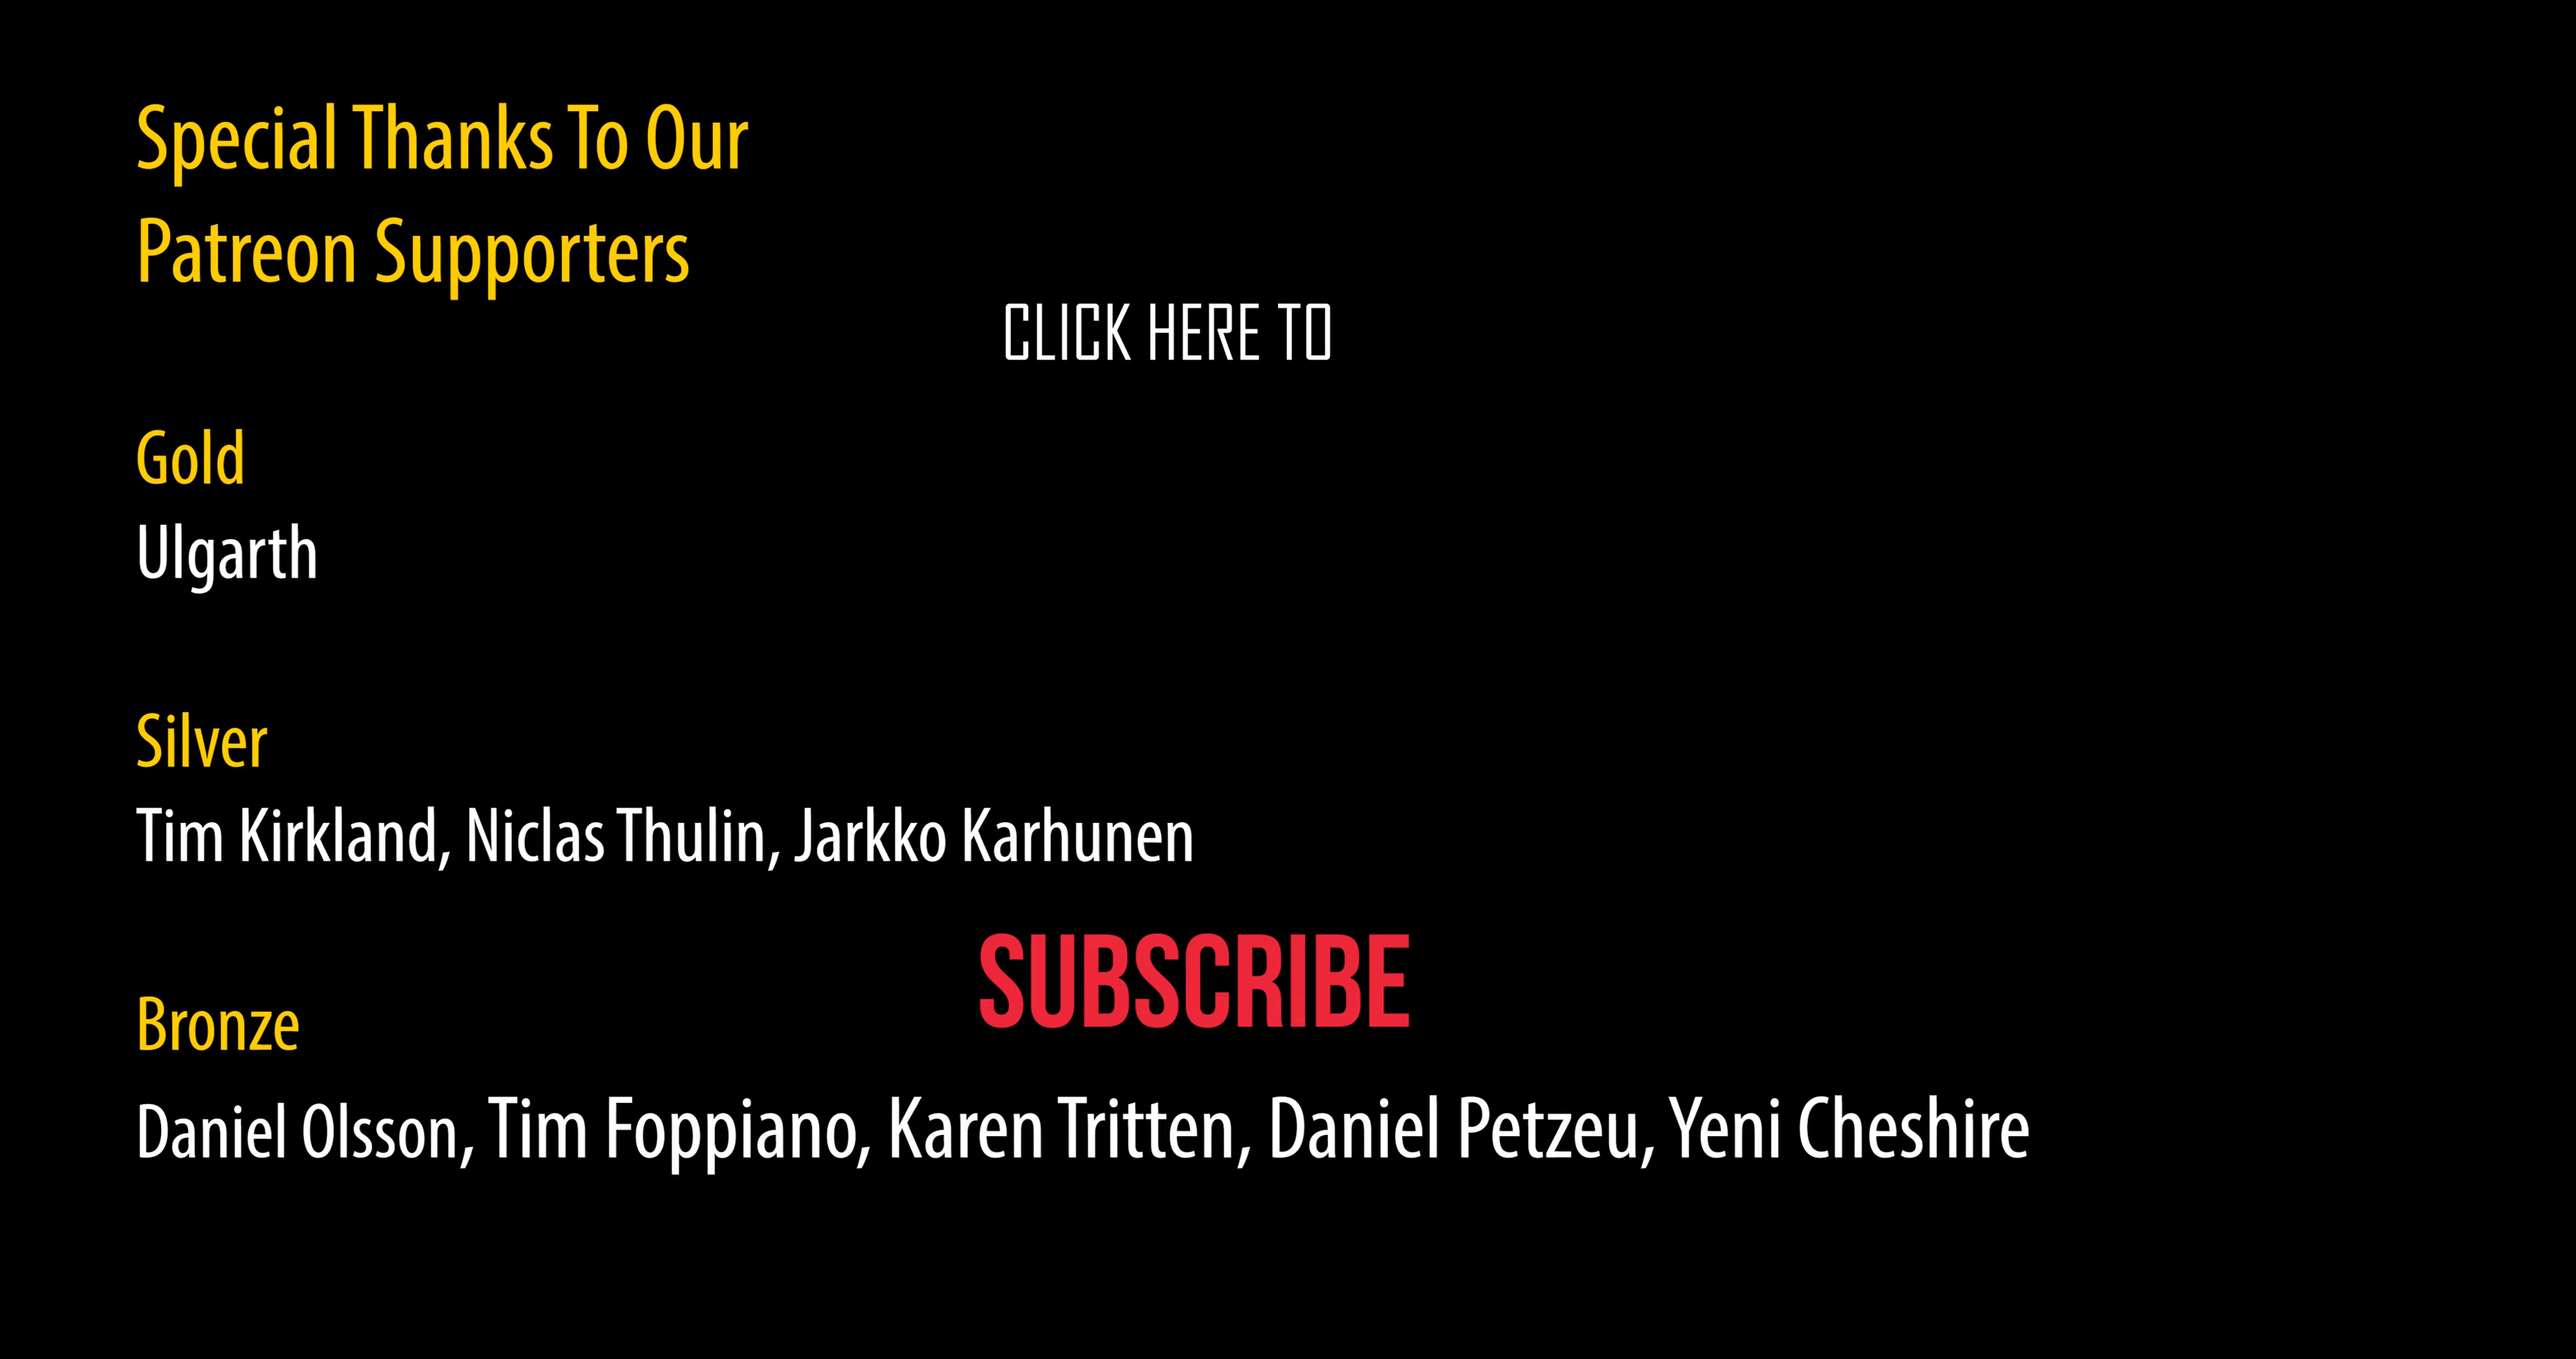 Special Thanks To Our
Patreon Supporters
CLICK HERE TO
Gold
Ulgarth
Silver
Tim Kirkland, Niclas Thulin, Jarkko Karhunen
SUBSCRIBE
Bronze
Daniel Olsson, Tim Foppiano, Karen Tritten, Daniel Petzeu, Yeni Cheshire